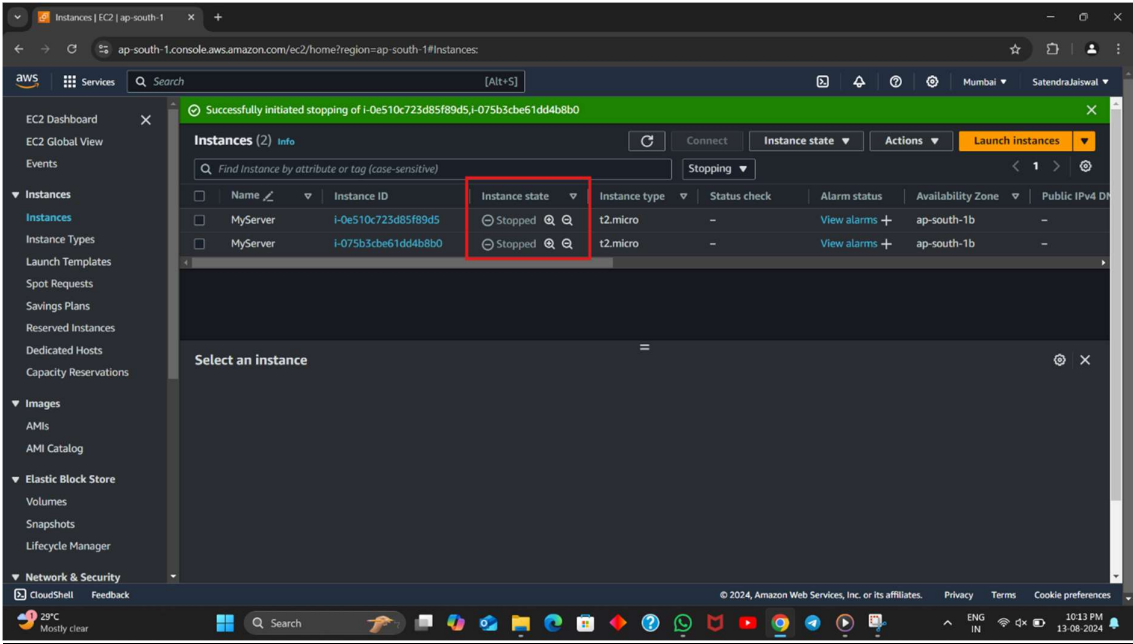 Instances | EC2 | ap-south-1
ap-south-1.console.aws.amazon.com/ec2/home?region=ap-south-1#Instances:
aws Services Search [Alt+S] Mumbai SatendraJaiswal
Successfully initiated stopping of i-0e510c723d85f89d5,i-075b3cbe61dd4b8b0
EC2 Dashboard
EC2 Global View
Events
Instances
Instances
Instance Types
Launch Templates
Spot Requests
Savings Plans
Reserved Instances
Dedicated Hosts
Capacity Reservations
Images
AMIs
AMI Catalog
Elastic Block Store
Volumes
Snapshots
Lifecycle Manager
Network & Security
Instances (2) Info Connect Instance state Actions Launch instances
Find Instance by attribute or tag (case-sensitive) Stopping 1
Name Instance ID Instance state Instance type Status check Alarm status Availability Zone Public IPv4 DN
MyServer i-0e510c723d85f89d5 Stopped t2.micro – View alarms + ap-south-1b –
MyServer i-075b3cbe61dd4b8b0 Stopped t2.micro – View alarms + ap-south-1b –
Select an instance
CloudShell Feedback © 2024, Amazon Web Services, Inc. or its affiliates. Privacy Terms Cookie preferences
1 29°C Search ENG 10:13 PM
Mostly clear IN 13-08-2024